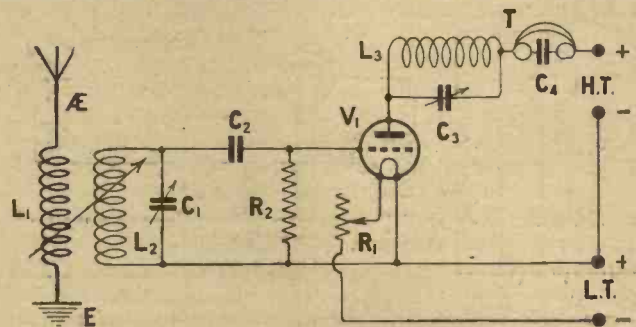 T
L3
+
Æ
C4
H.T.
V1
C3
-
C2
L1
C1
R2
L2
R1
+
L.T.
E
-